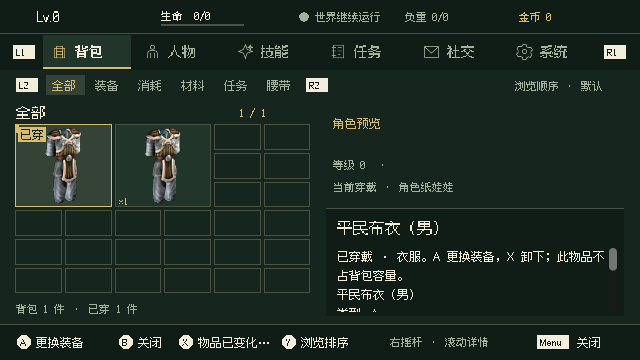 Lv.0 生命 0/0 世界继续运行 负重 0/0 金币 0
L1 背包 人物 技能 任务 社交 系统 R1
L2 全部 装备 消耗 材料 任务 腰带 R2 浏览顺序 · 默认
全部 1 / 1
已穿
×1
角色预览
等级 0 ·
当前穿戴 · 角色纸娃娃
平民布衣（男）
已穿戴 · 衣服。A 更换装备，X 卸下；此物品不
占背包容量。
平民布衣（男）
背包 1 件 · 已穿 1 件
A 更换装备 B 关闭 X 物品已变化… Y 浏览排序 右摇杆 · 滚动详情 Menu 关闭